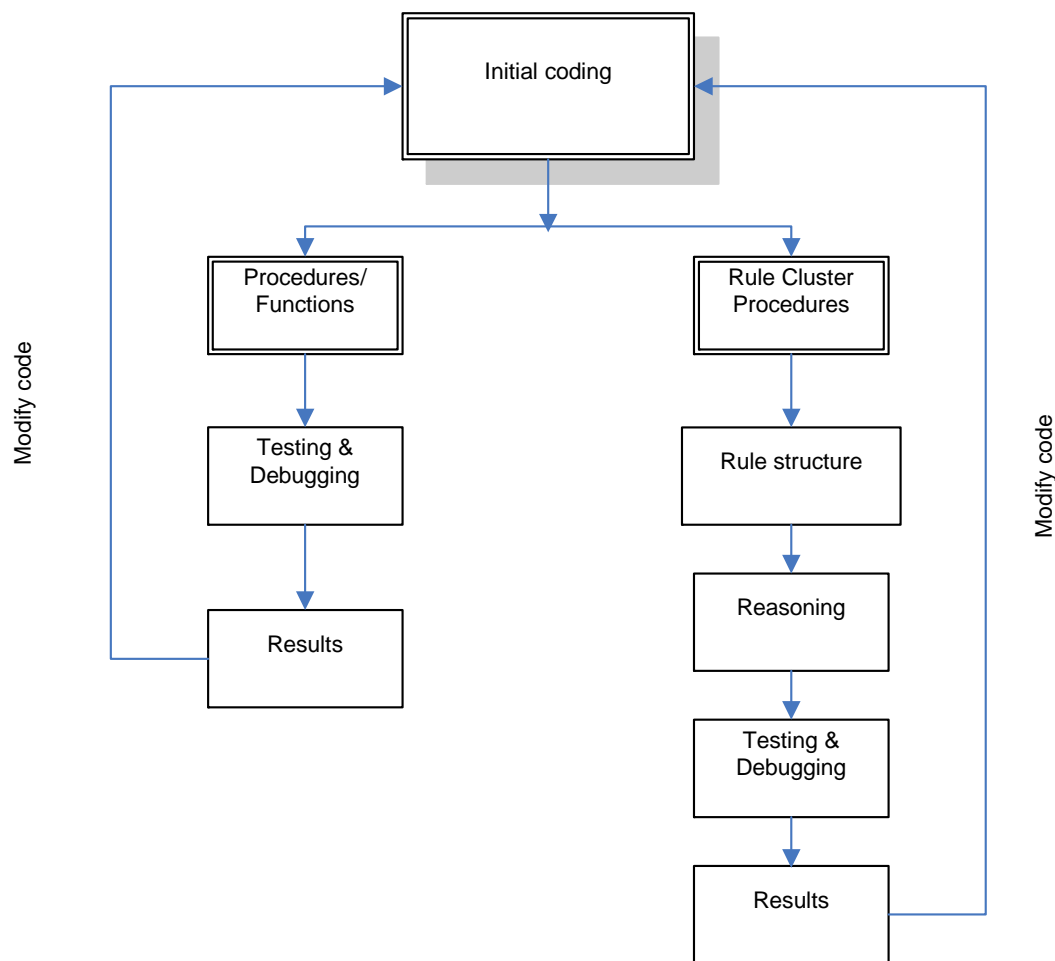 Initial coding
Procedures/
Functions
Rule Cluster
Procedures
Modify code
Testing &
Debugging
Rule structure
Modify code
Reasoning
Results
Testing &
Debugging
Results